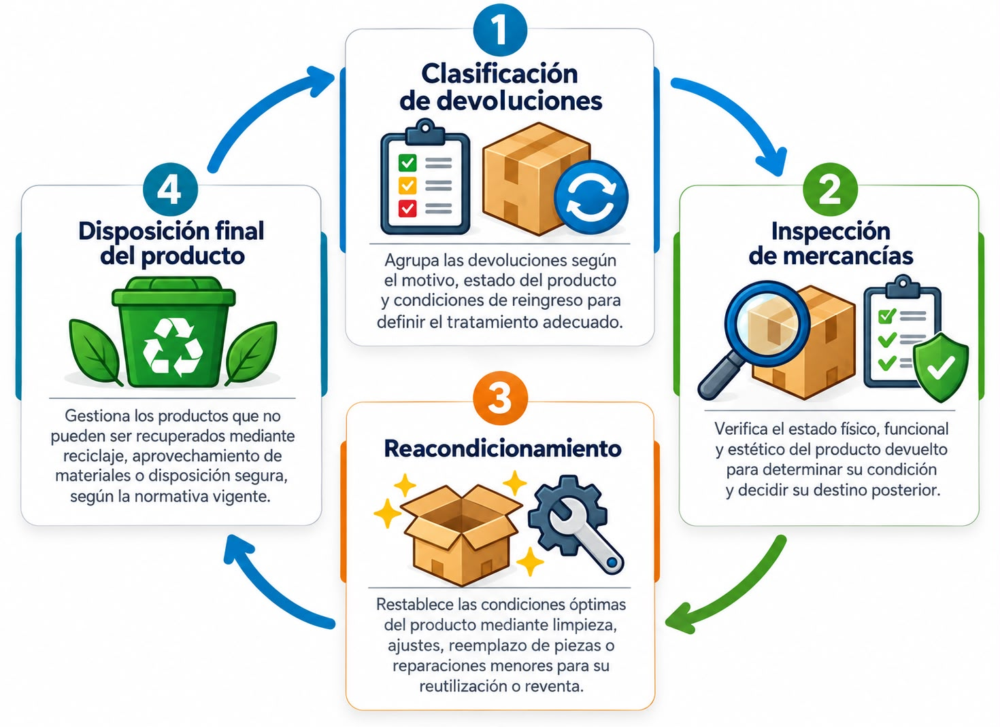 1
Clasificación
de devoluciones
Agrupa las devoluciones según
el motivo, estado del producto
y condiciones de reingreso para
definir el tratamiento adecuado.
2
Inspección
de mercancías
Verifica el estado físico, funcional
y estético del producto devuelto
para determinar su condición
y decidir su destino posterior.
3
Reacondicionamiento
Restablece las condiciones óptimas
del producto mediante limpieza,
ajustes, reemplazo de piezas o
reparaciones menores para su
reutilización o reventa.
4
Disposición final
del producto
Gestiona los productos que no
pueden ser recuperados mediante
reciclaje, aprovechamiento de
materiales o disposición segura,
según la normativa vigente.